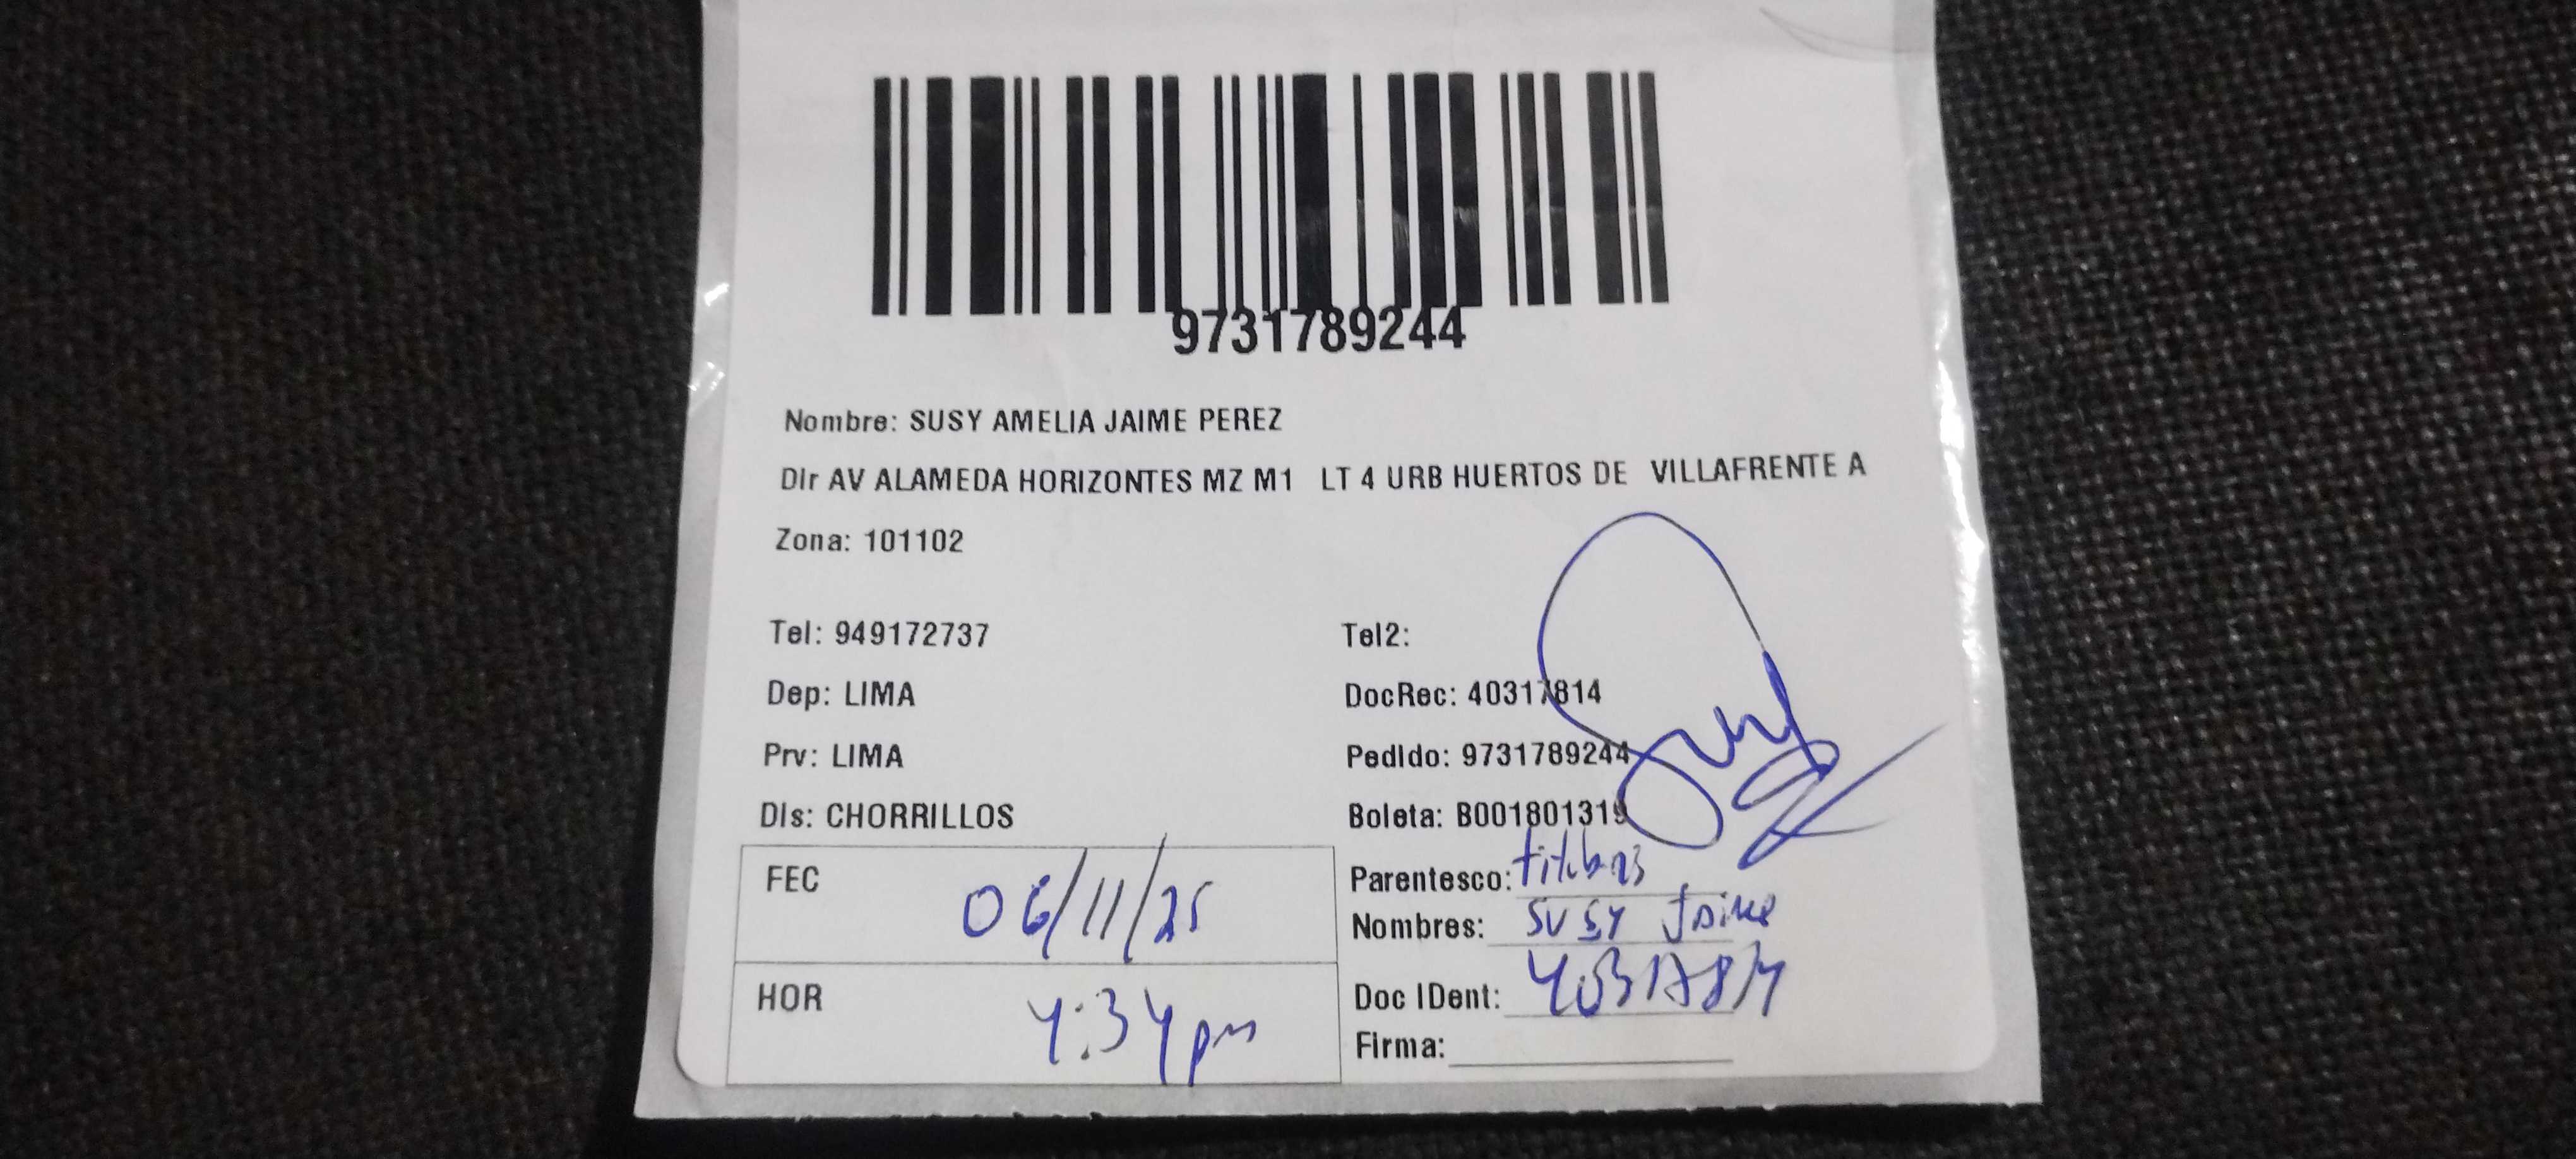 9731789244
Nombre: SUSY AMELIA JAIME PEREZ
Dir AV ALAMEDA HORIZONTES MZ M1 LT 4 URB HUERTOS DE VILLAFRENTE A
Zona: 101102
Tel: 949172737 Tel2:
Dep: LIMA DocRec: 40317814
Prv: LIMA Pedido: 9731789244
Dis: CHORRILLOS Boleta: B001801319
FEC 06/11/25 Parentesco:
Nombres: SUSY Jaime
HOR 4:34 pm Doc IDent: 40317814
Firma: